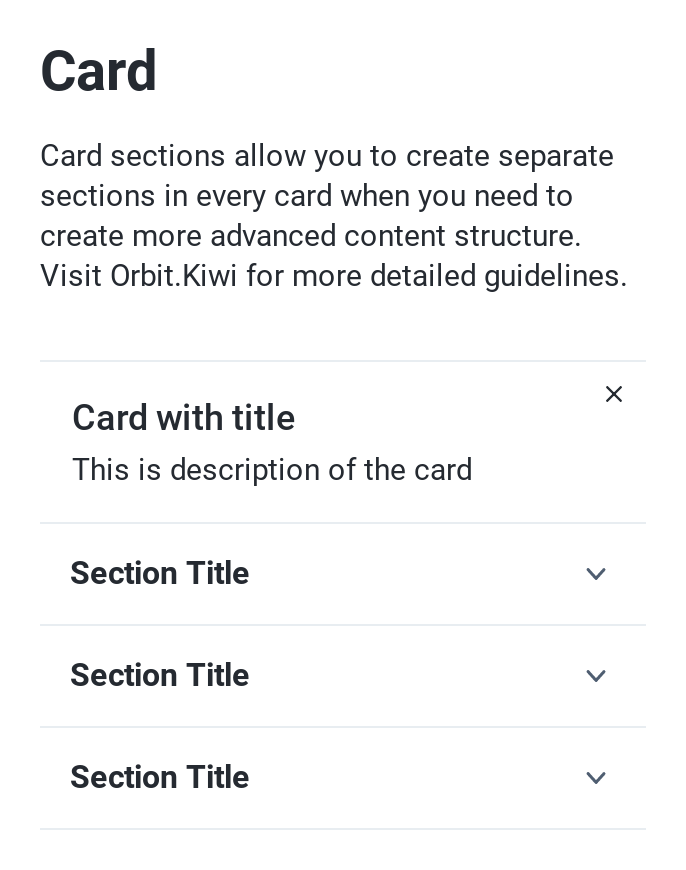 Card
Card sections allow you to create separate
sections in every card when you need to
create more advanced content structure.
Visit Orbit.Kiwi for more detailed guidelines.
Card with title
This is description of the card
Section Title
Section Title
Section Title